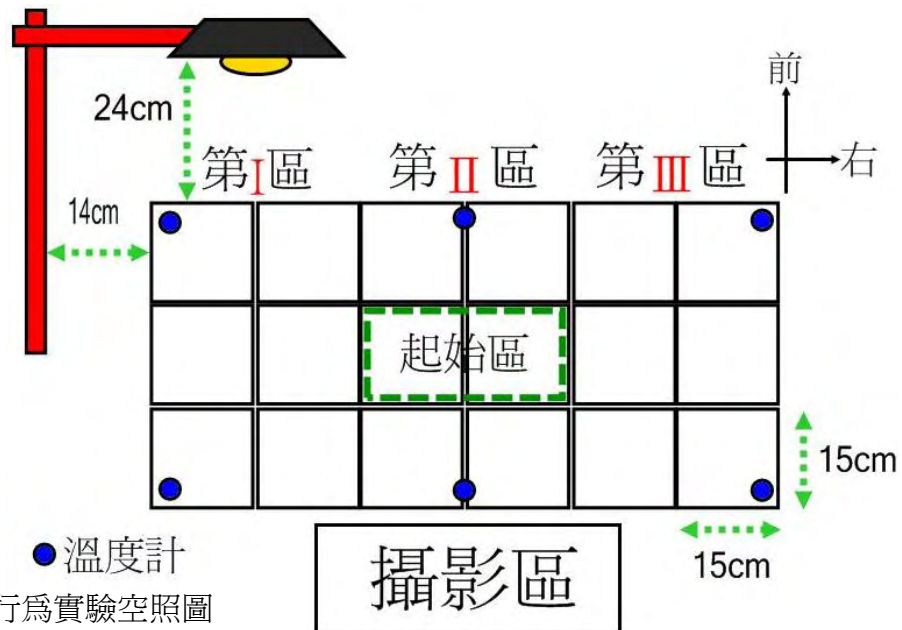 前
24cm
第Ⅰ區
第Ⅱ區
第Ⅲ區
右
14cm
起始區
15cm
溫度計
攝影區
15cm
行為實驗空照圖